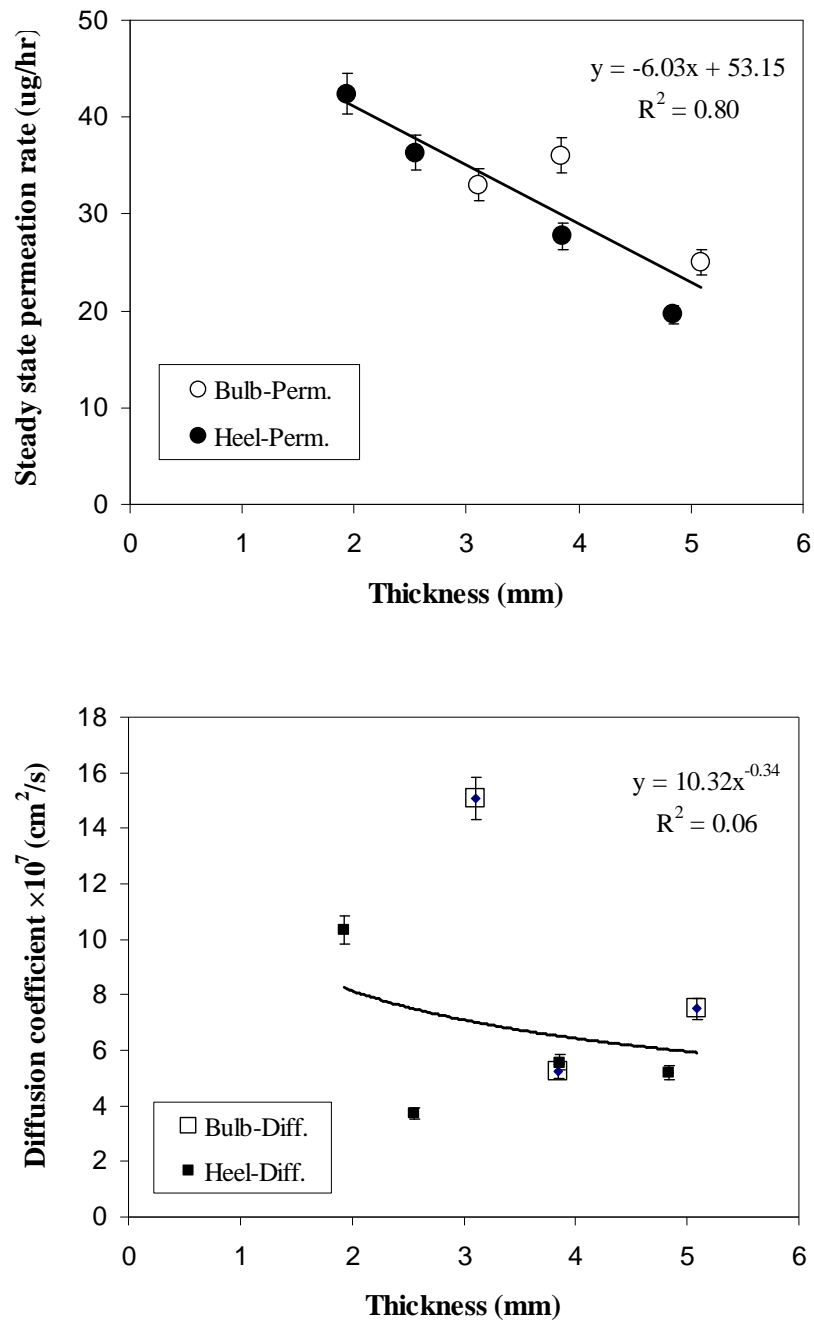 Steady state permeation rate (ug/hr)
50
40
30
20
10
0
y = -6.03x + 53.15
R² = 0.80
Bulb-Perm.
Heel-Perm.
0 1 2 3 4 5 6
Thickness (mm)
Diffusion coefficient ×10⁷ (cm²/s)
18
16
14
12
10
8
6
4
2
0
y = 10.32x⁻⁰·³⁴
R² = 0.06
Bulb-Diff.
Heel-Diff.
0 1 2 3 4 5 6
Thickness (mm)